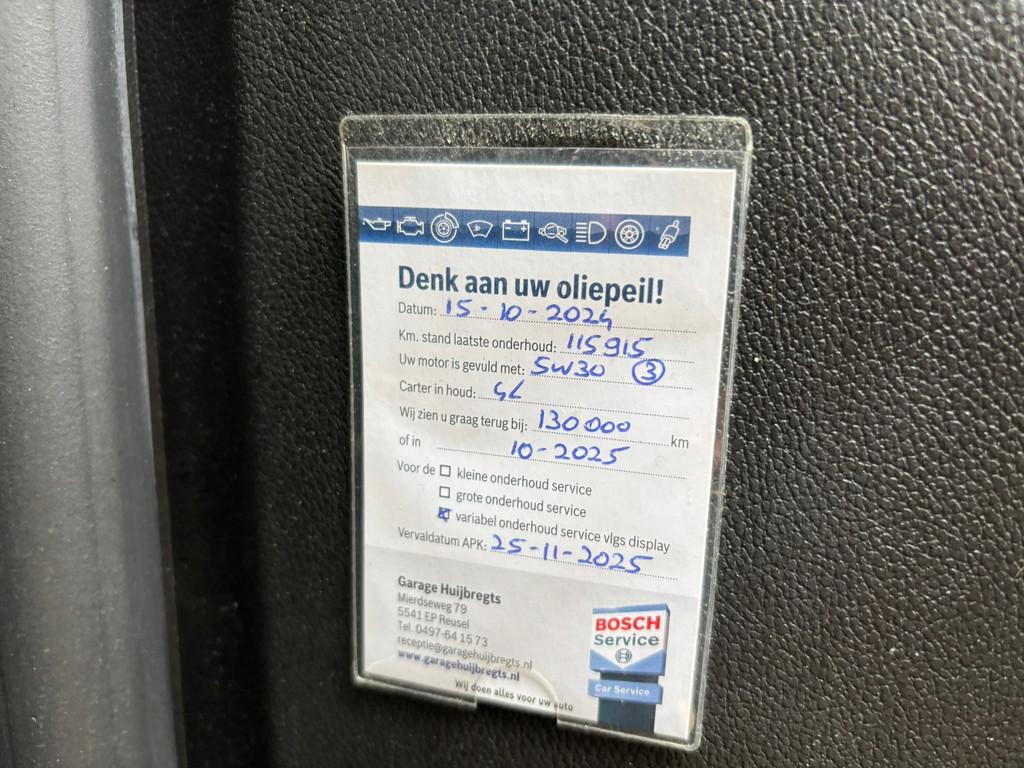 Denk aan uw oliepeil!
Datum: 15-10-2024
Km. stand laatste onderhoud: 115915
Uw motor is gevuld met: 5W30 3
Carter in houd: 4L
Wij zien u graag terug bij: 130000 km
of in 10-2025
Voor de kleine onderhoud service
grote onderhoud service
variabel onderhoud service vlgs display
Vervaldatum APK: 25-11-2025
Garage Huijbregts
Mierdseweg 79
5541 EP Reusel
Tel. 0497-64 15 73
receptie@garagehuijbregts.nl
www.garagehuijbregts.nl
Wij doen alles voor uw auto
BOSCH
Service
Car Service